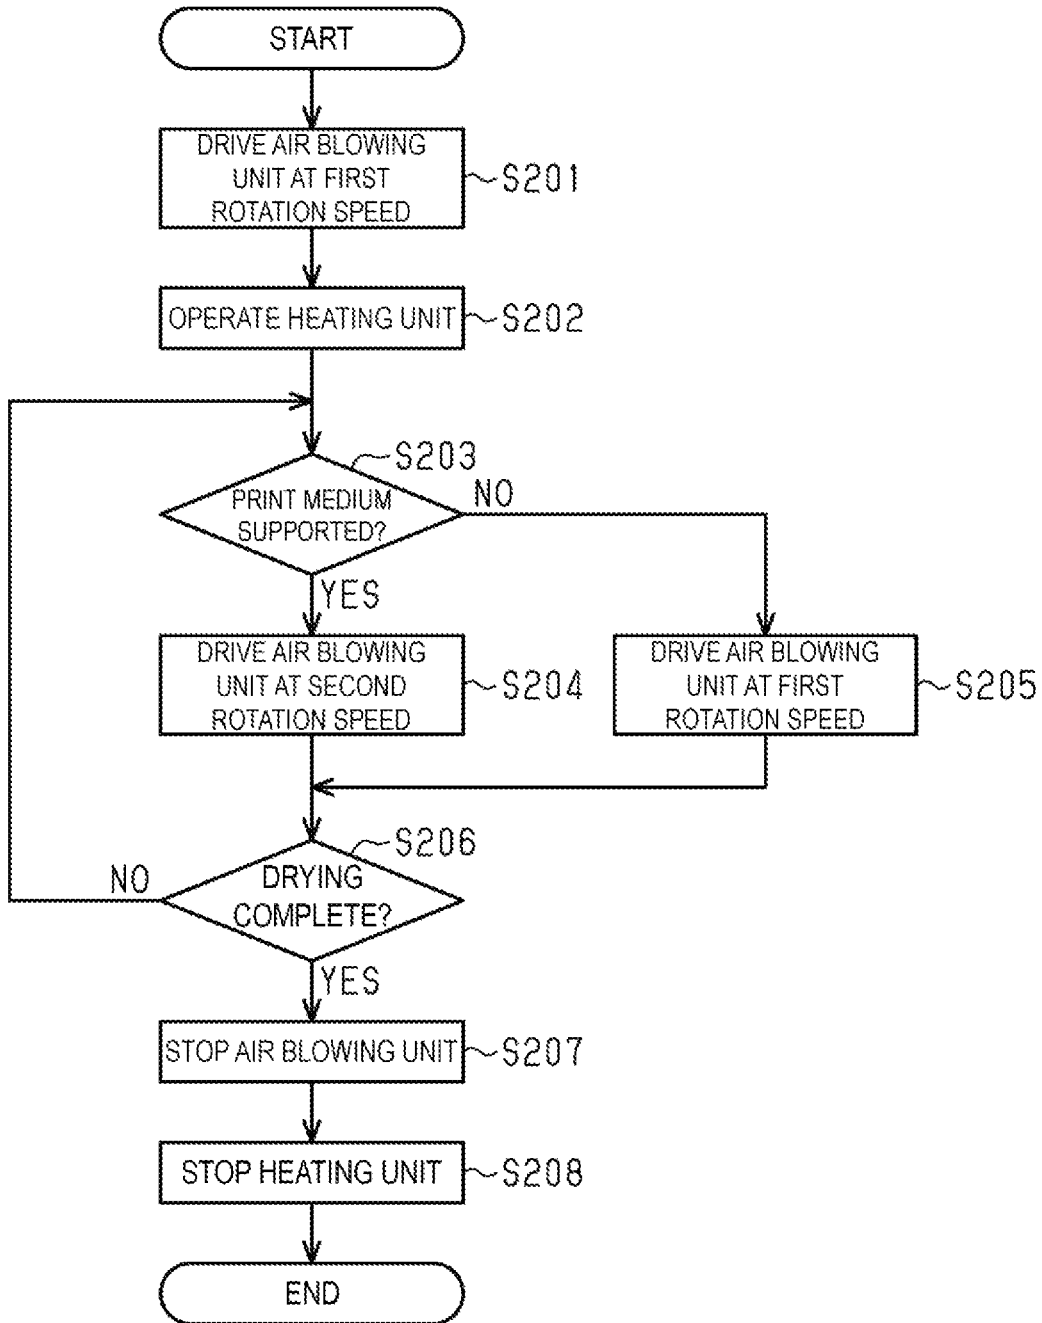 START
DRIVE AIR BLOWING
UNIT AT FIRST
ROTATION SPEED
S201
OPERATE HEATING UNIT
S202
S203
PRINT MEDIUM
SUPPORTED?
NO
YES
DRIVE AIR BLOWING
UNIT AT SECOND
ROTATION SPEED
S204
DRIVE AIR BLOWING
UNIT AT FIRST
ROTATION SPEED
S205
S206
DRYING
COMPLETE?
NO
YES
STOP AIR BLOWING UNIT
S207
STOP HEATING UNIT
S208
END